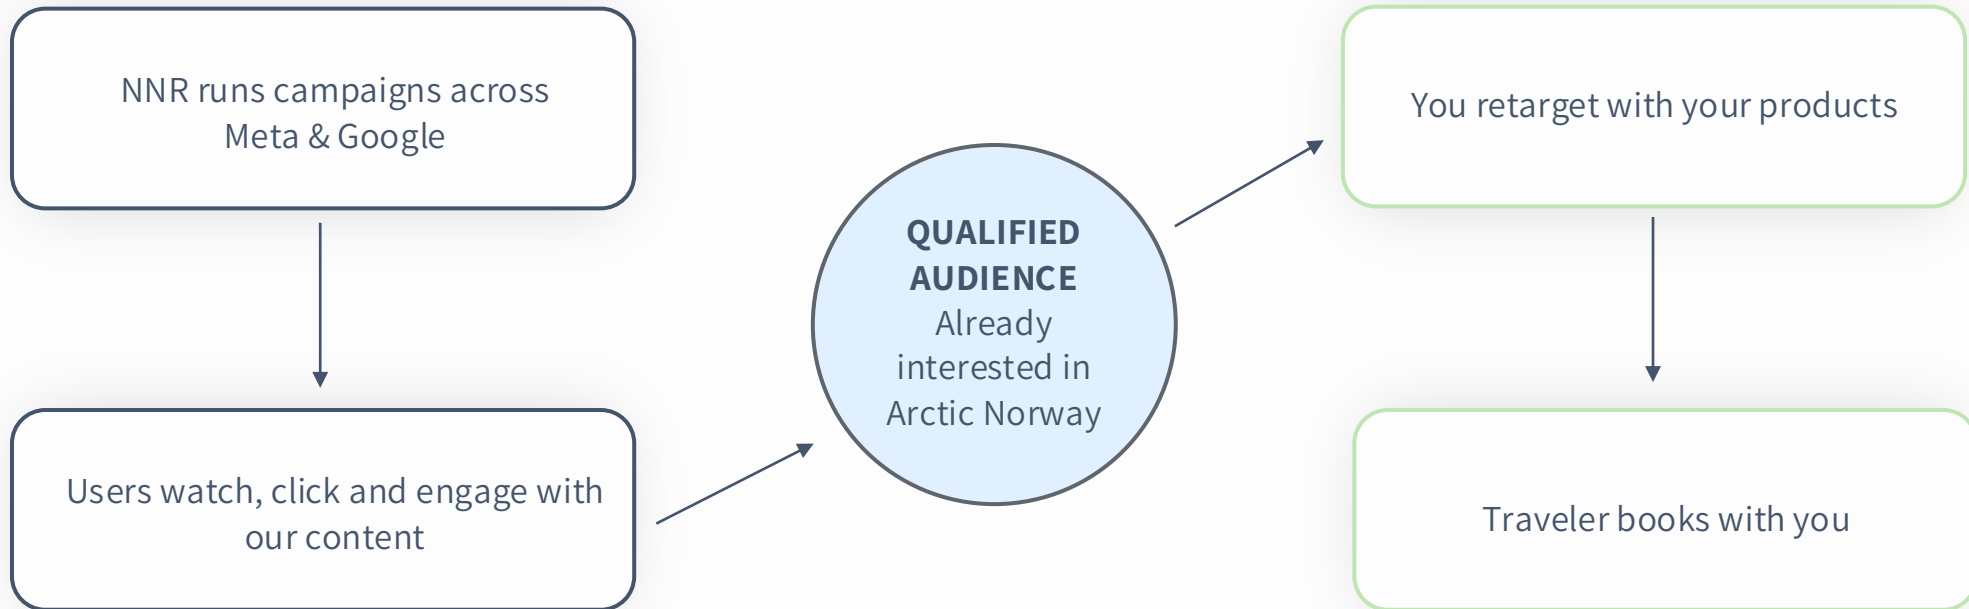 NNR runs campaigns across
Meta & Google
Users watch, click and engage with
our content
QUALIFIED
AUDIENCE
Already
interested in
Arctic Norway
You retarget with your products
Traveler books with you